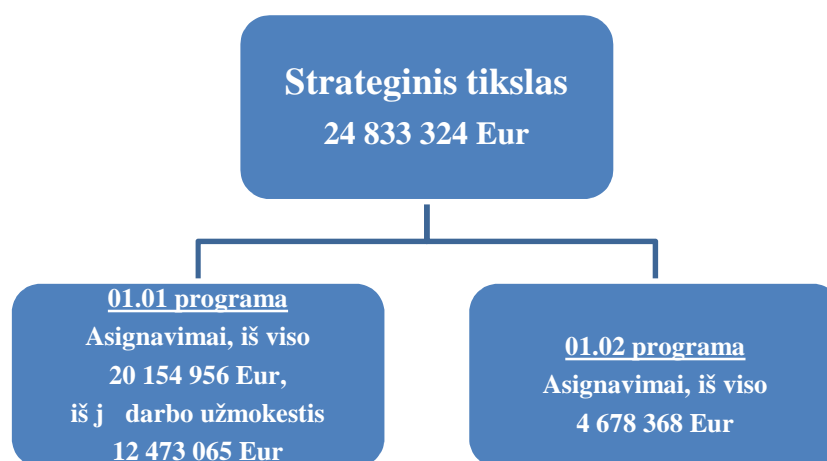 Strateginis tikslas
24 833 324 Eur
01.01 programa
Asignavimai, iš viso
20 154 956 Eur,
iš j darbo užmokestis
12 473 065 Eur
01.02 programa
Asignavimai, iš viso
4 678 368 Eur